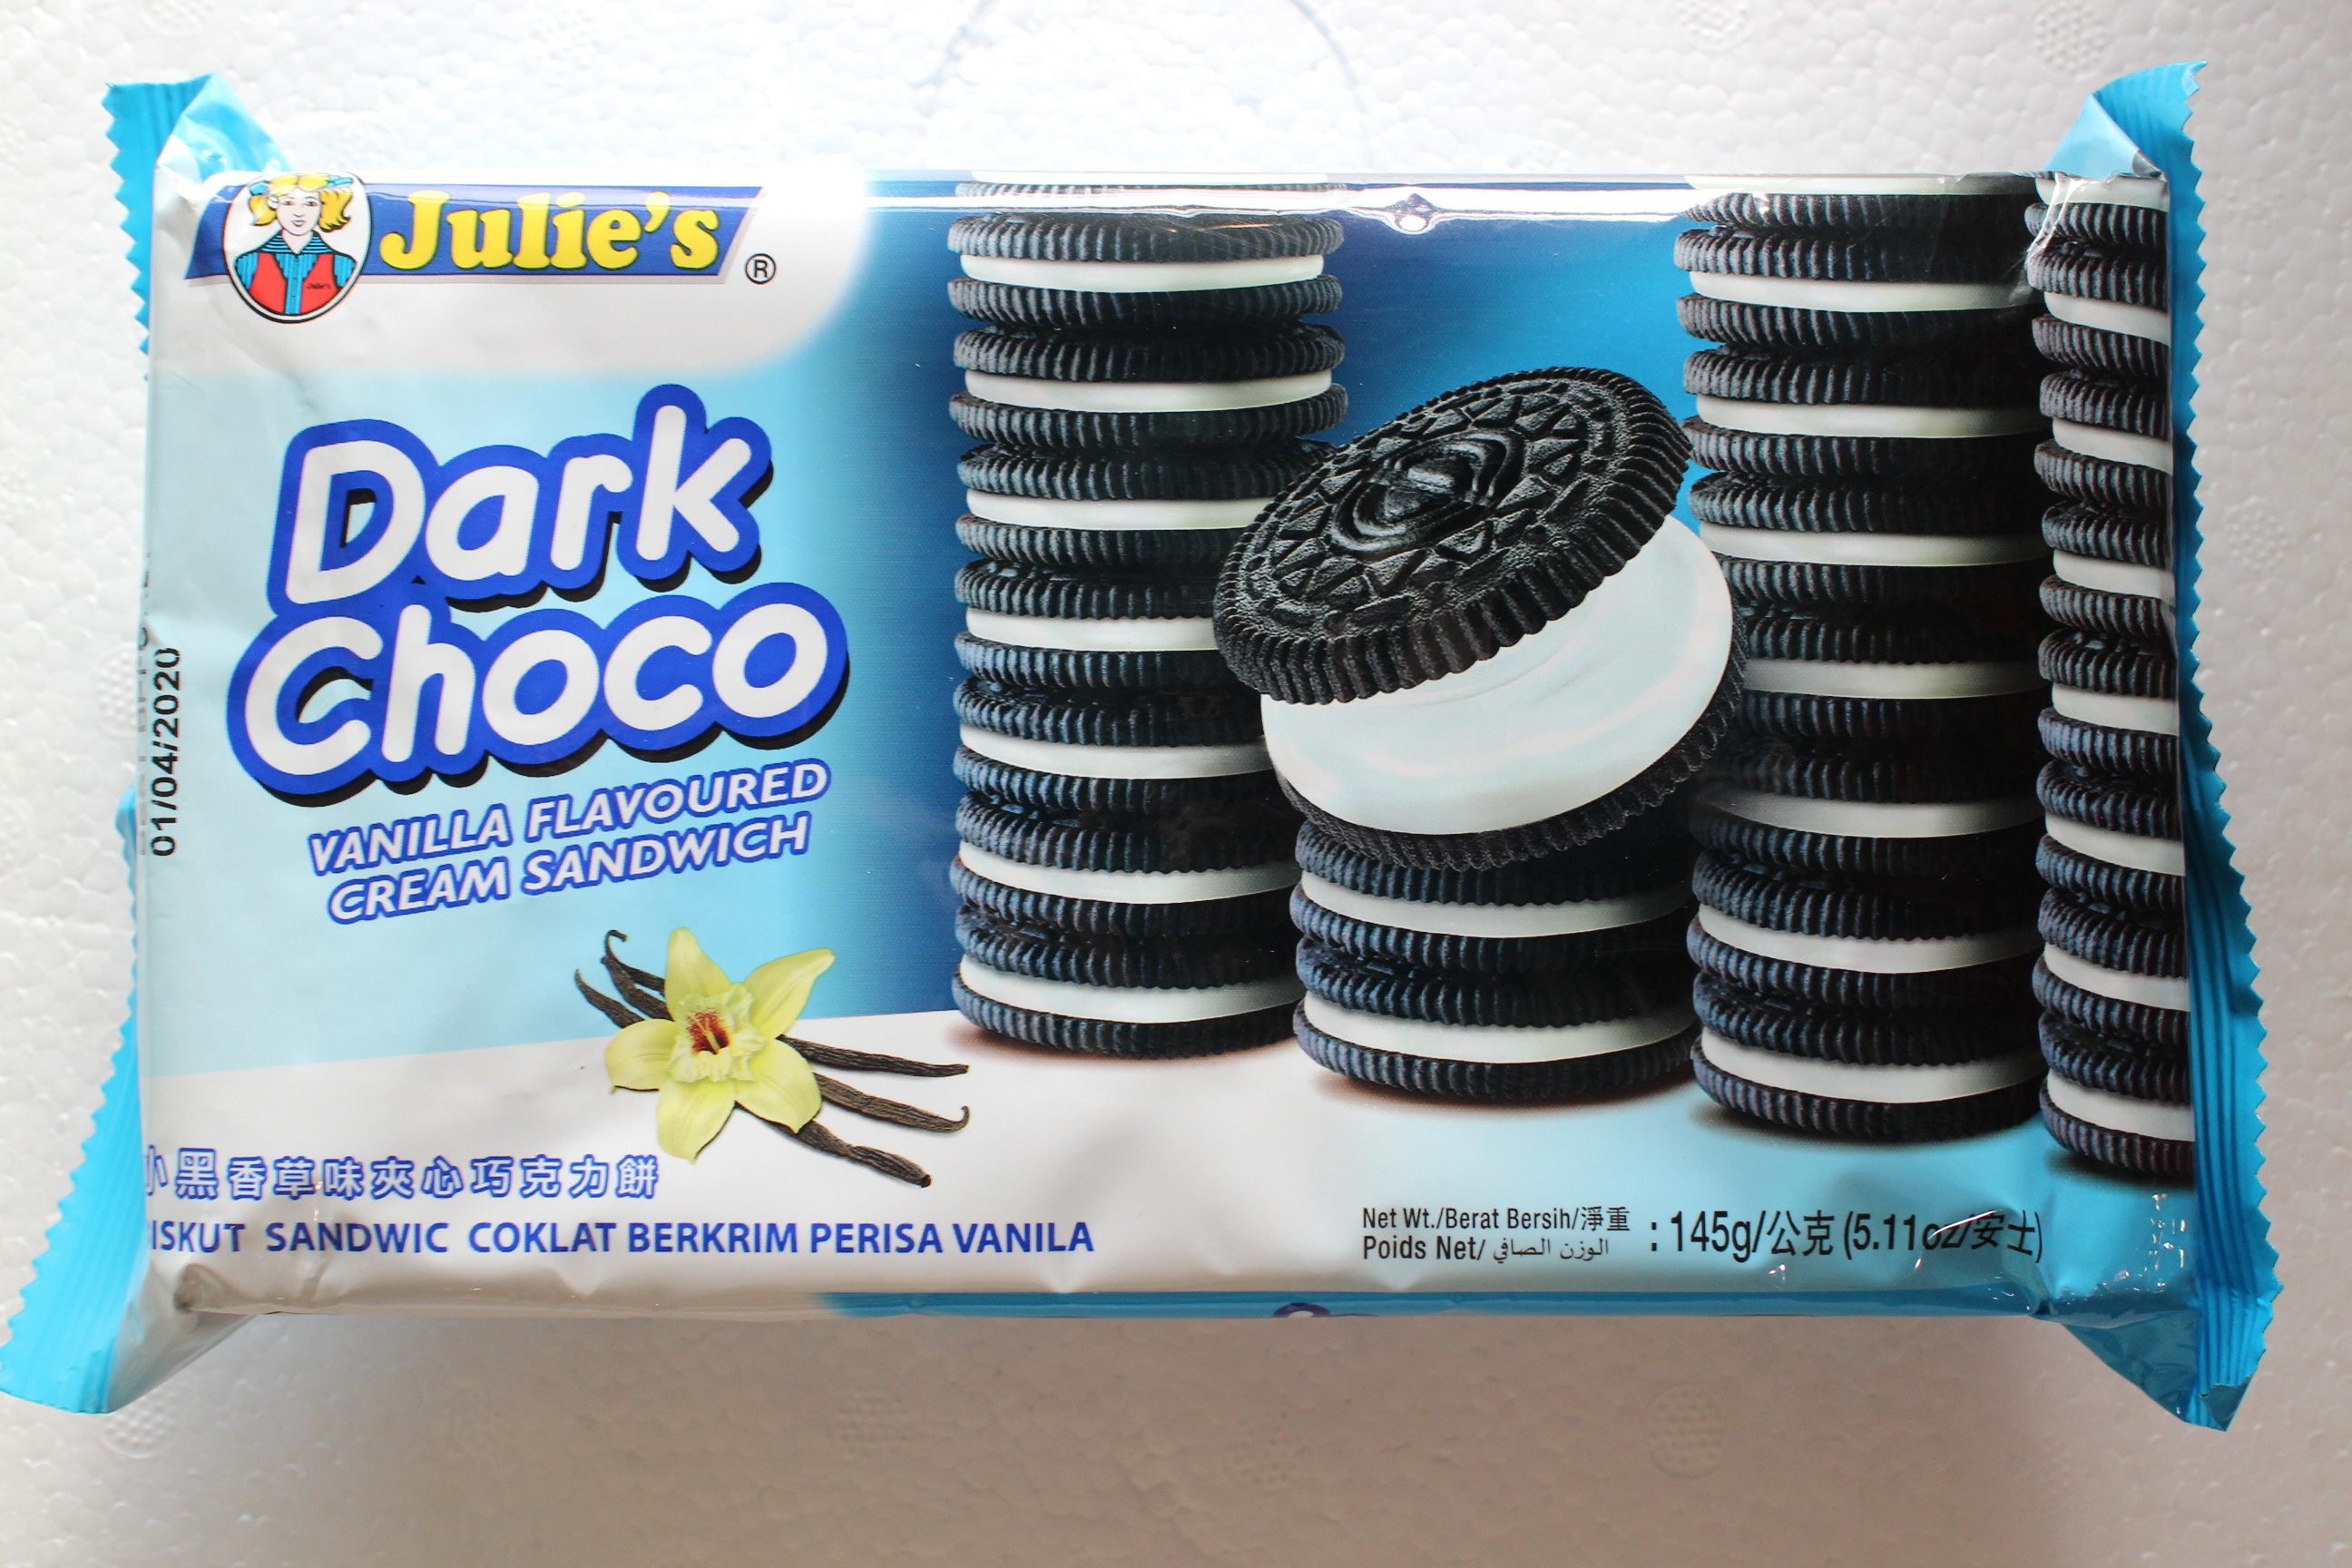 Julie's ®
Dark
Choco
VANILLA FLAVOURED
CREAM SANDWICH
01/04/2020
小黑香草味夾心巧克力餅
ISKUT SANDWIC COKLAT BERKRIM PERISA VANILA
Net Wt./Berat Bersih/淨重
Poids Net/ الوزن الصافي : 145g/公克 (5.11oz/安士)